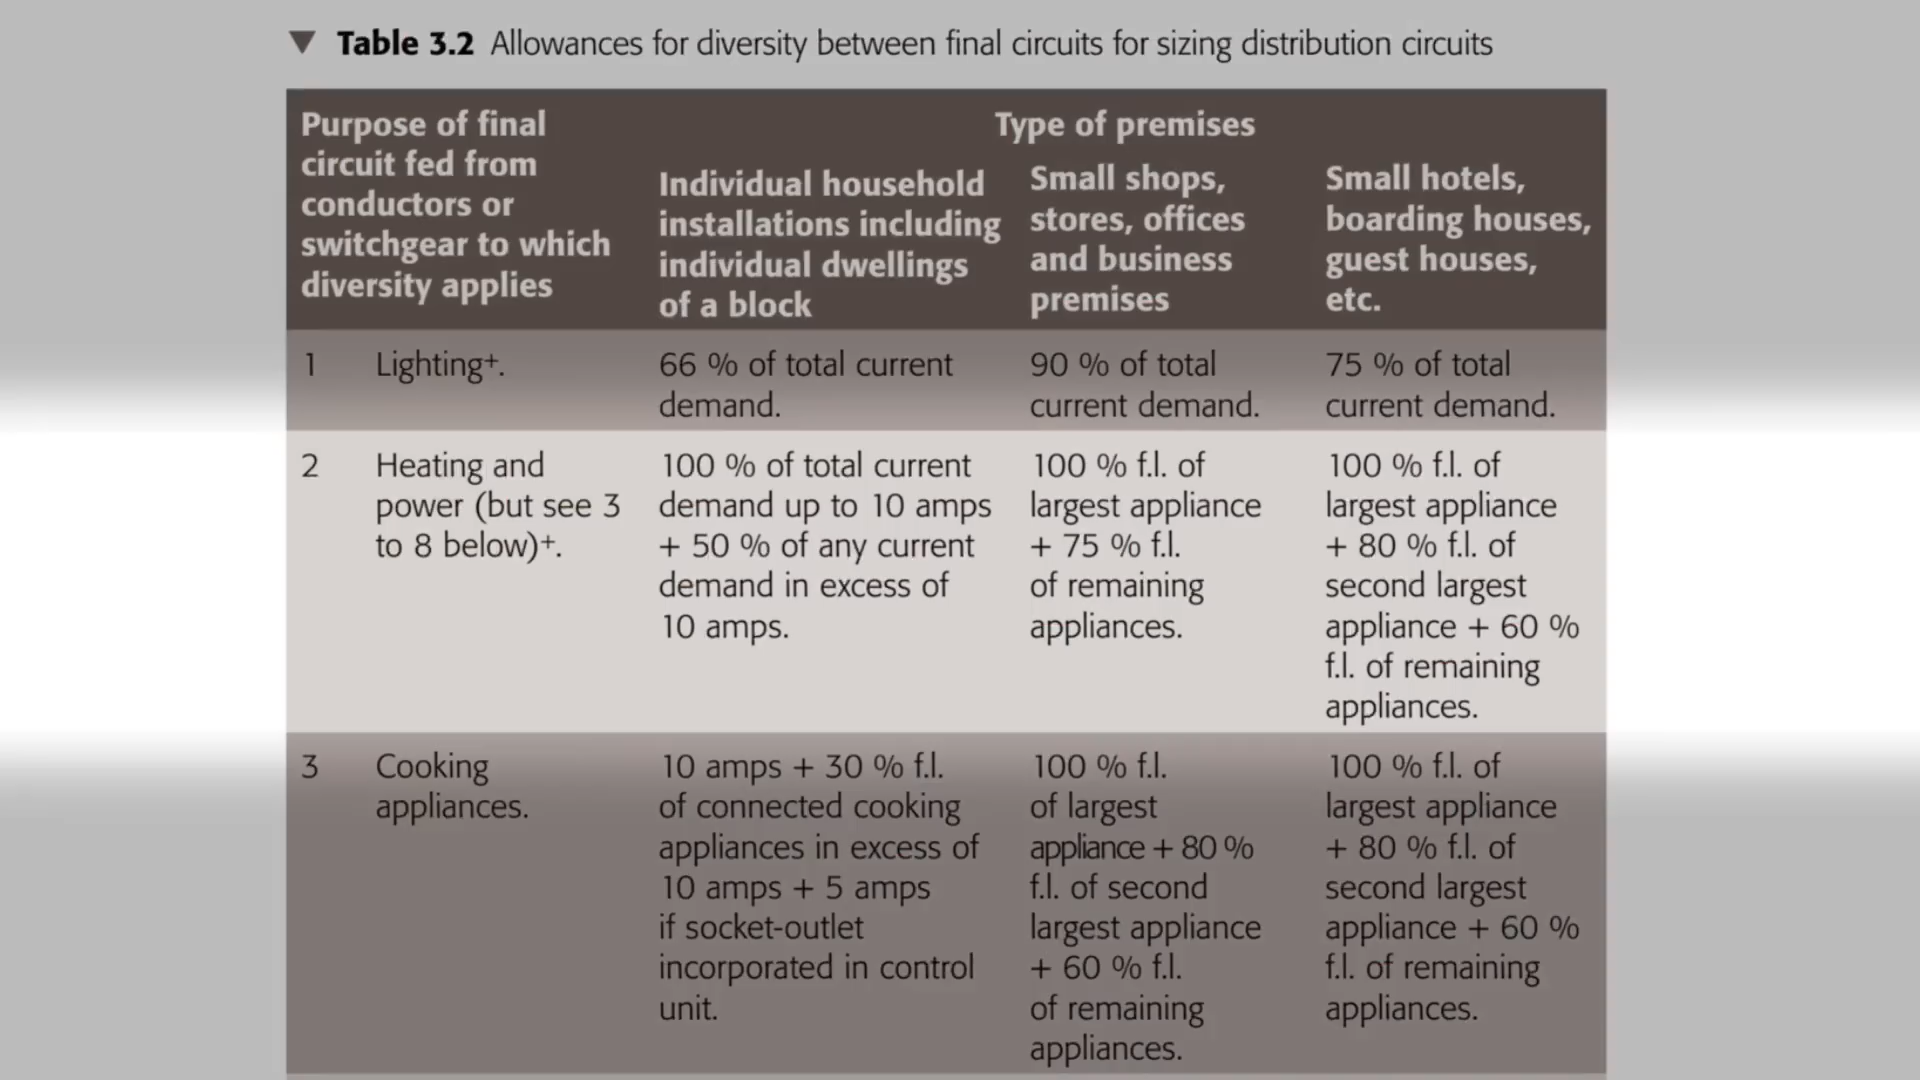 ▼ Table 3.2 Allowances for diversity between final circuits for sizing distribution circuits
Purpose of final
circuit fed from
conductors or
switchgear to which
diversity applies
Type of premises
Individual household
installations including
individual dwellings
of a block
Small shops,
stores, offices
and business
premises
Small hotels,
boarding houses,
guest houses,
etc.
1 Lighting+.
66 % of total current
demand.
90 % of total
current demand.
75 % of total
current demand.
2 Heating and
power (but see 3
to 8 below)+.
100 % of total current
demand up to 10 amps
+ 50 % of any current
demand in excess of
10 amps.
100 % f.l. of
largest appliance
+ 75 % f.l.
of remaining
appliances.
100 % f.l. of
largest appliance
+ 80 % f.l. of
second largest
appliance + 60 %
f.l. of remaining
appliances.
3 Cooking
appliances.
10 amps + 30 % f.l.
of connected cooking
appliances in excess of
10 amps + 5 amps
if socket-outlet
incorporated in control
unit.
100 % f.l.
of largest
appliance + 80 %
f.l. of second
largest appliance
+ 60 % f.l.
of remaining
appliances.
100 % f.l. of
largest appliance
+ 80 % f.l. of
second largest
appliance + 60 %
f.l. of remaining
appliances.